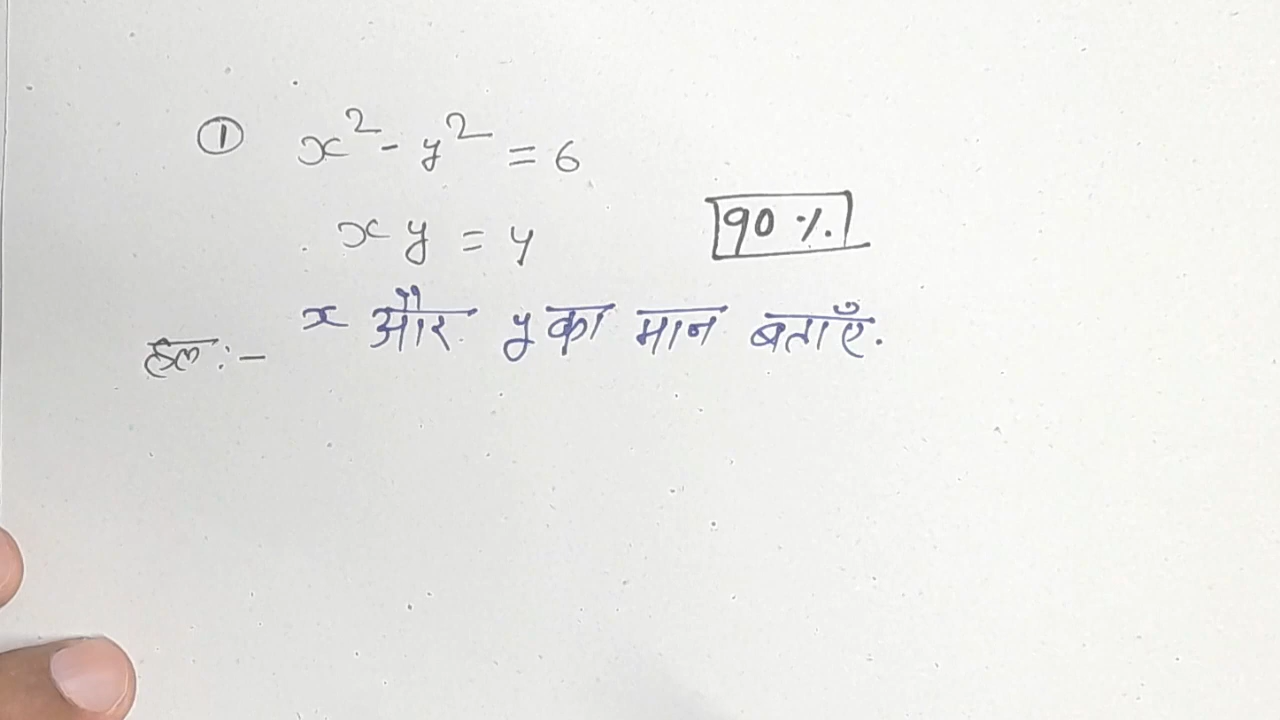 ① x² - y² = 6
xy = 4
90 %.
x और y का मान बताएँ.
हल :-